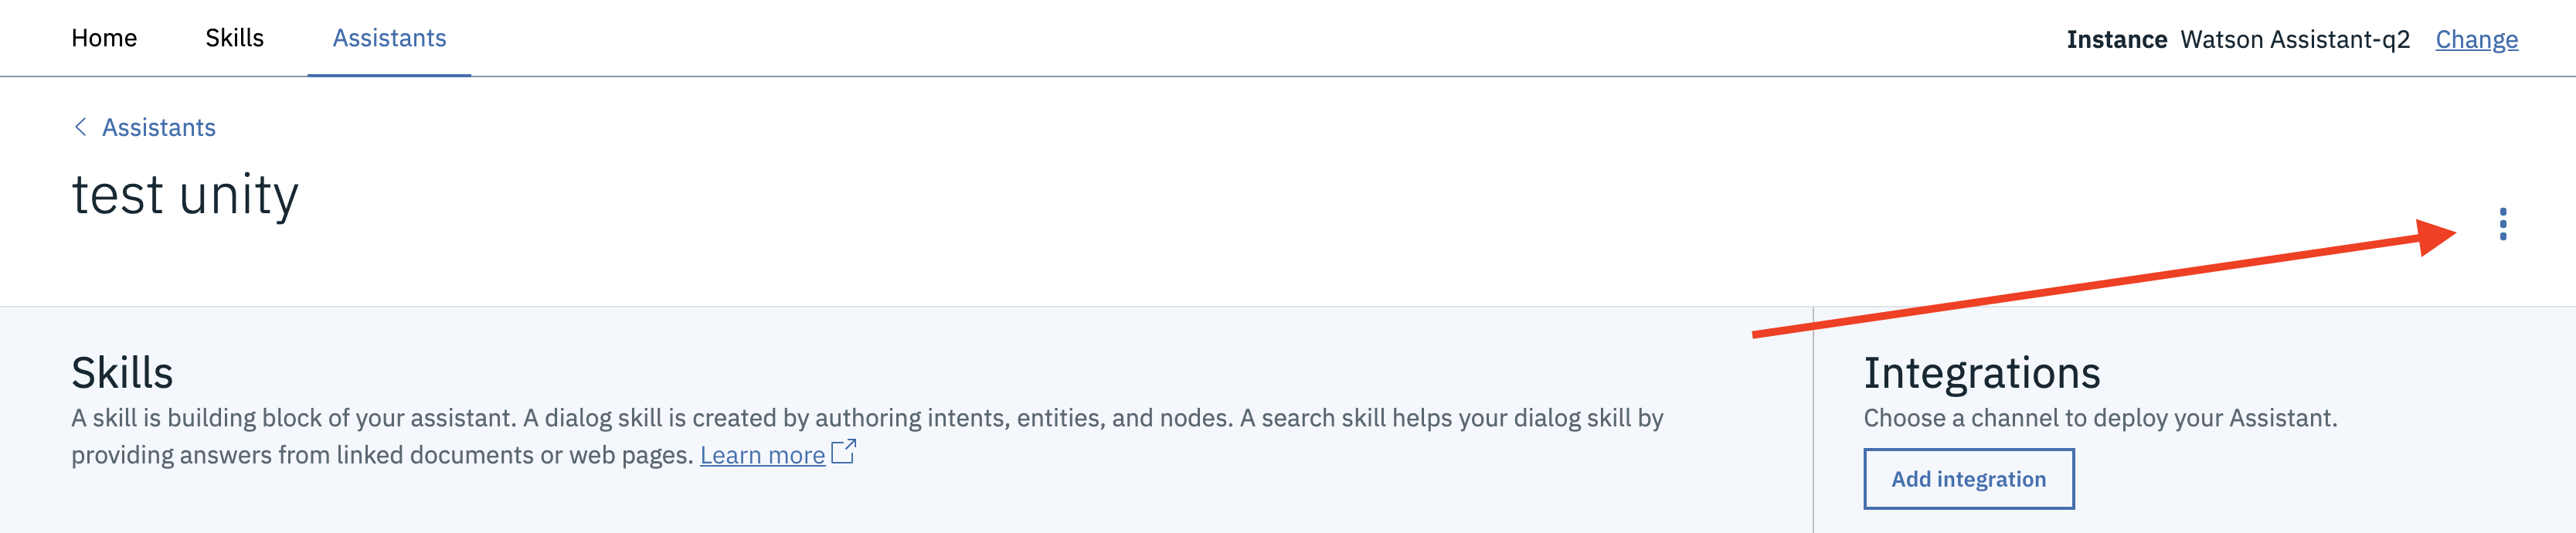 Home Skills Assistants Instance Watson Assistant-q2 Change
Assistants
test unity
Skills
A skill is building block of your assistant. A dialog skill is created by authoring intents, entities, and nodes. A search skill helps your dialog skill by
providing answers from linked documents or web pages. Learn more
Integrations
Choose a channel to deploy your Assistant.
Add integration